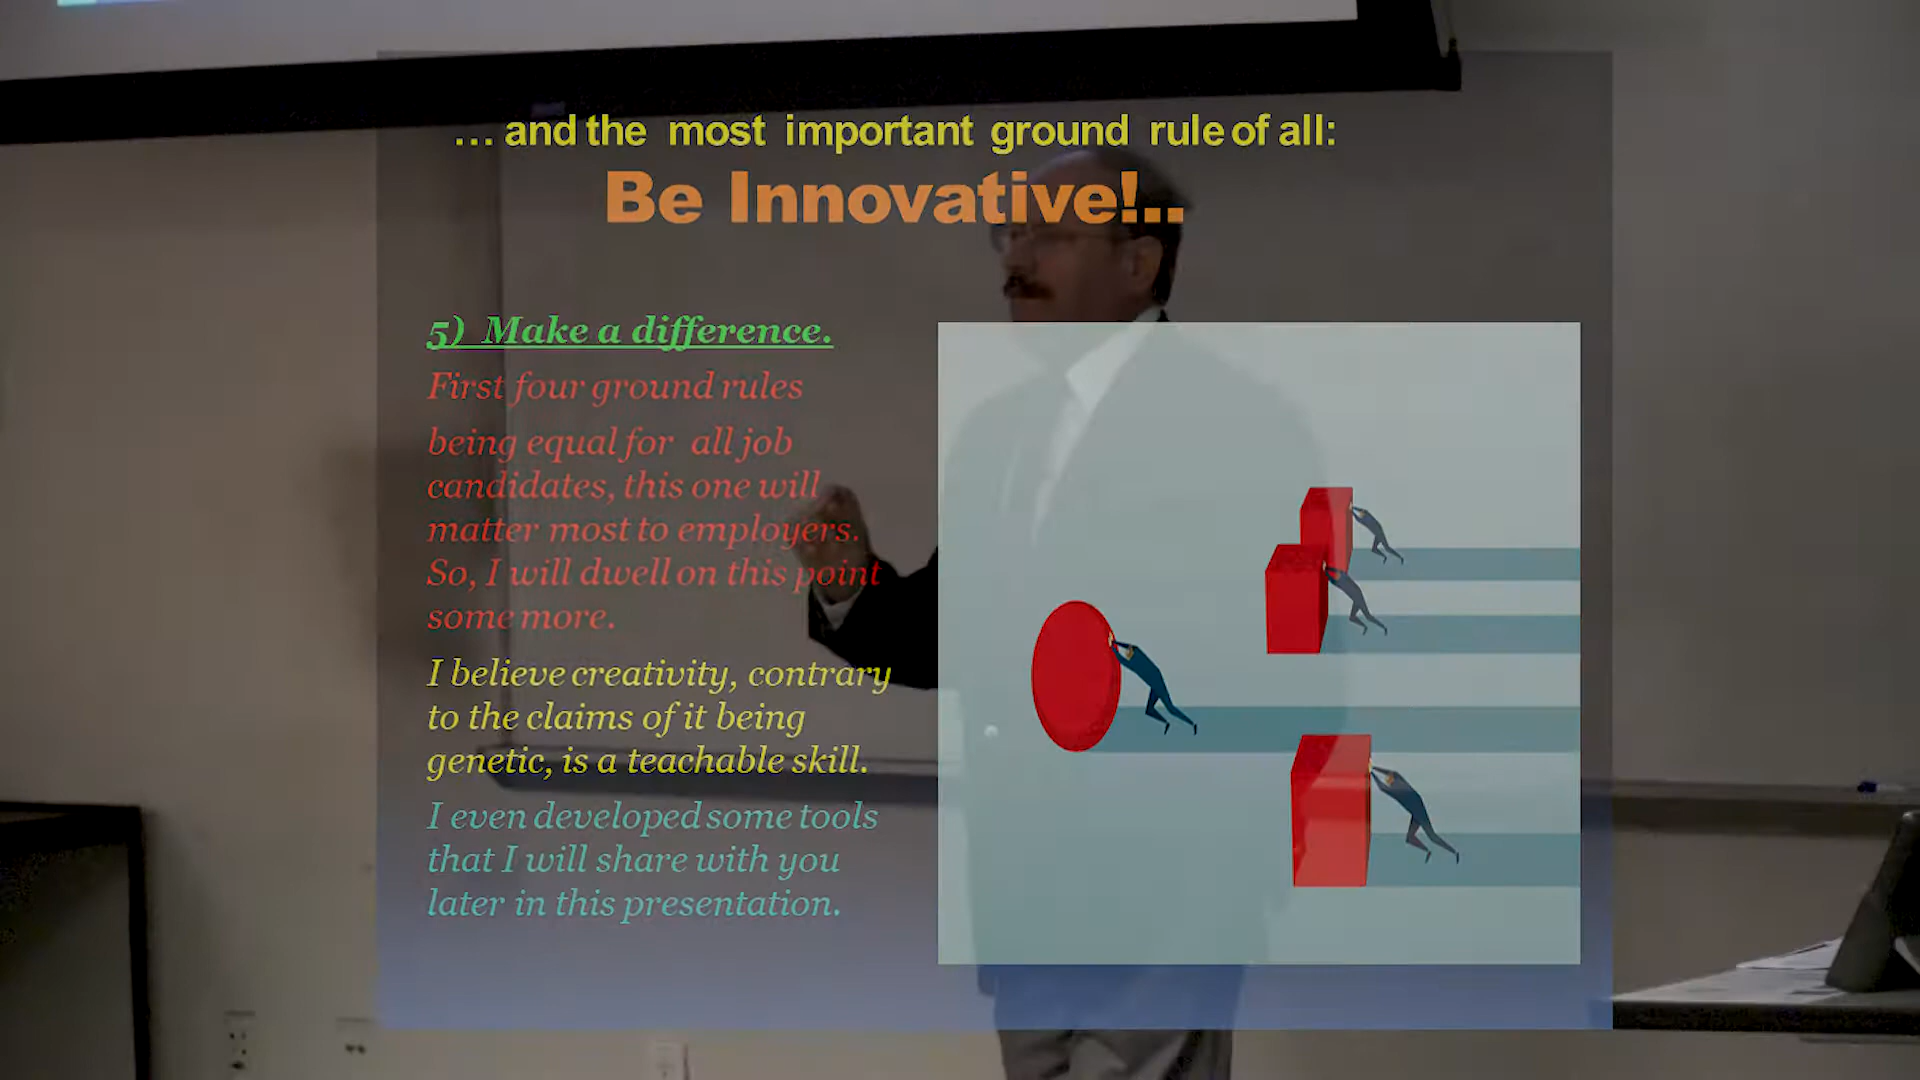 ... and the most important ground rule of all:
Be Innovative!..
5) Make a difference.
First four ground rules
being equal for all job
candidates, this one will
matter most to employers.
So, I will dwell on this point
some more.
I believe creativity, contrary
to the claims of it being
genetic, is a teachable skill.
I even developed some tools
that I will share with you
later in this presentation.